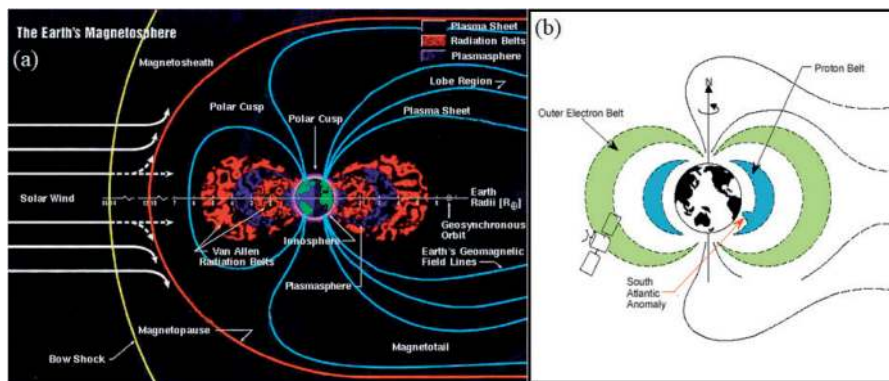 The Earth's Magnetosphere
(a)
Plasma Sheet
Radiation Belts
Plasmasphere
Magnetosheath
Lobe Region
Polar Cusp
Polar Cusp
Plasma Sheet
Solar Wind
Earth
Radii [R⊕]
Geosynchronous
Orbit
Van Allen
Radiation Belts
Ionosphere
Plasmasphere
Earth's Geomagnetic
Field Lines
Magnetopause
Magnetotail
Bow Shock
(b)
N
Proton Belt
Outer Electron Belt
South
Atlantic
Anomaly